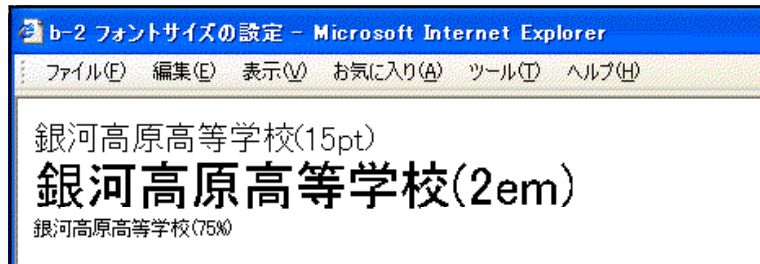 b-2 フォントサイズの設定 - Microsoft Internet Explorer
ファイル(F) 編集(E) 表示(V) お気に入り(A) ツール(T) ヘルプ(H)
銀河高原高等学校(15pt)
銀河高原高等学校(2em)
銀河高原高等学校(75%)